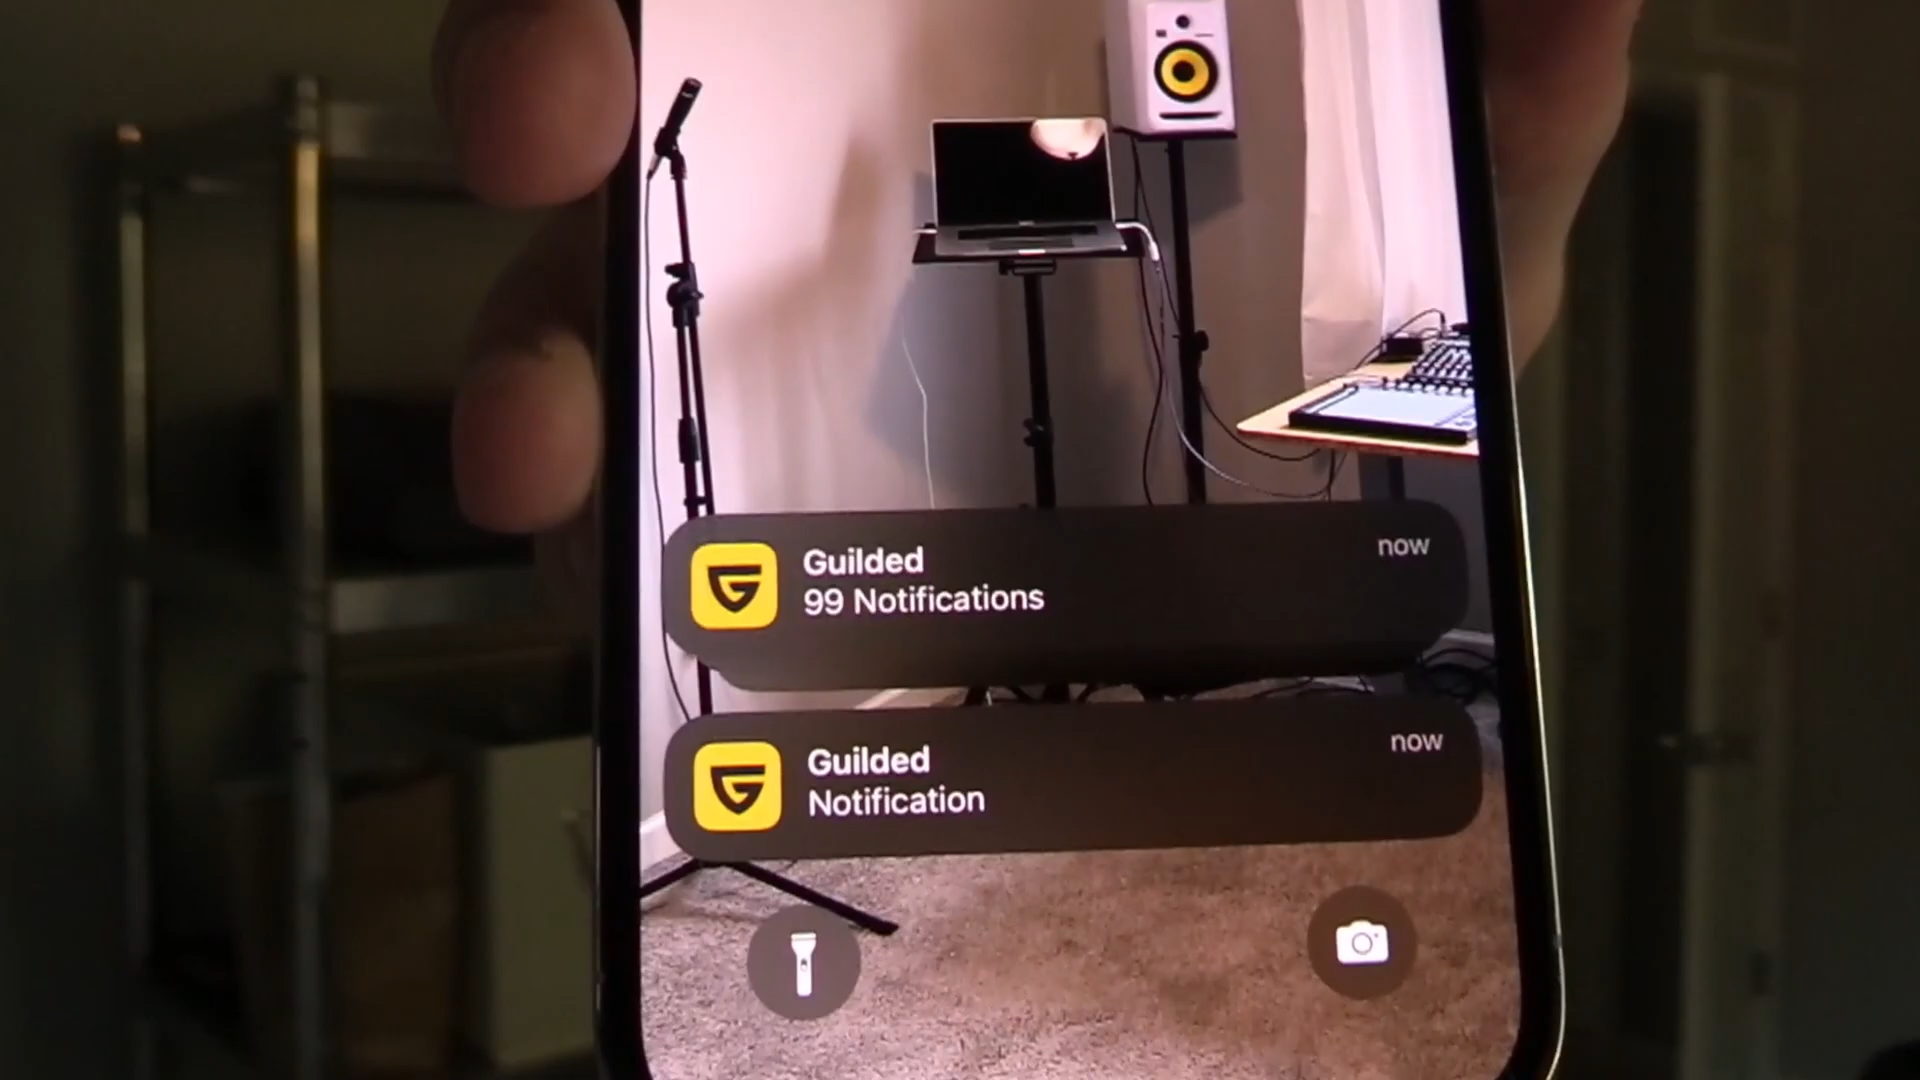 Guilded
now
99 Notifications
Guilded
now
Notification